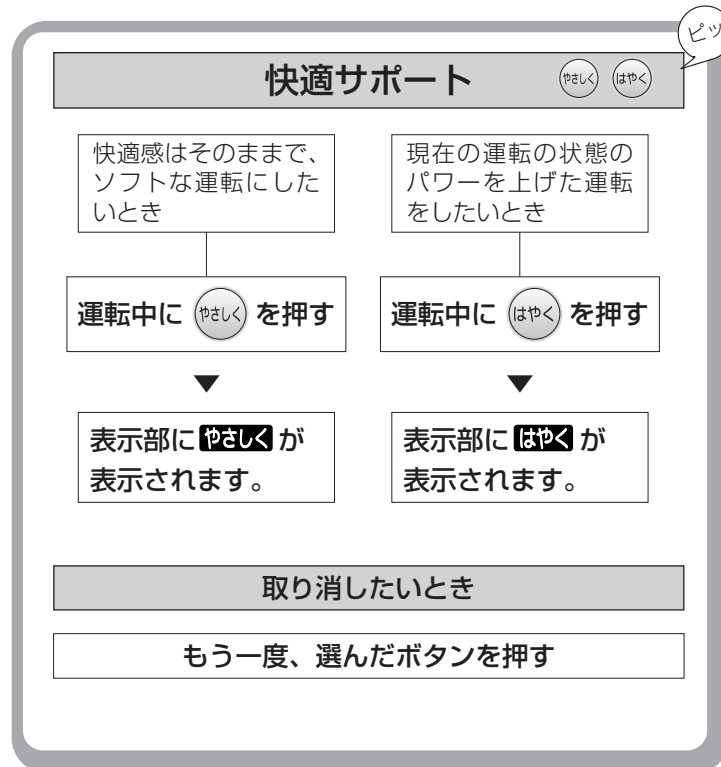 ピッ
快適サポート やさしく はやく
快適感はそのままで、
ソフトな運転にした
いとき
現在の運転の状態の
パワーを上げた運転
をしたいとき
運転中に やさしく を押す
運転中に はやく を押す
表示部に やさしく が
表示されます。
表示部に はやく が
表示されます。
取り消したいとき
もう一度、選んだボタンを押す